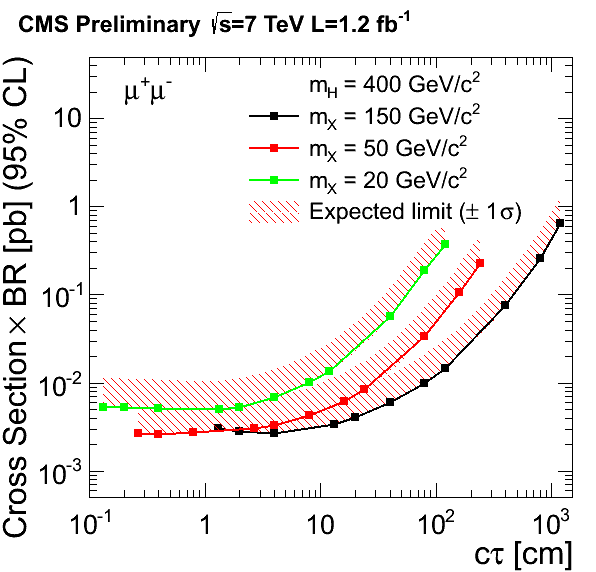 CMS Preliminary √s=7 TeV L=1.2 fb⁻¹
μ⁺μ⁻
m_H = 400 GeV/c²
m_X = 150 GeV/c²
m_X = 50 GeV/c²
m_X = 20 GeV/c²
Expected limit (± 1σ)
Cross Section × BR [pb] (95% CL)
10
1
10⁻¹
10⁻²
10⁻³
10⁻¹ 1 10 10² 10³
cτ [cm]